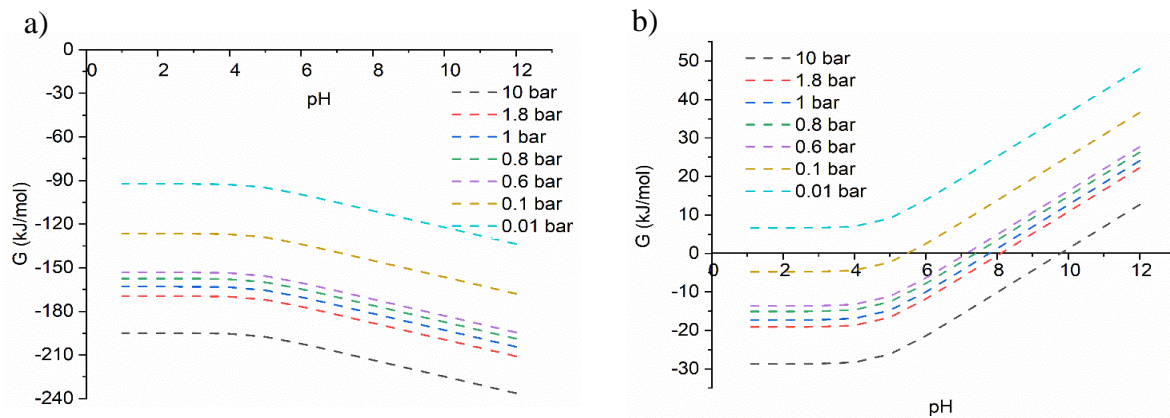 a)
0
-30
-60
-90
-120
-150
-180
-210
-240
G (kJ/mol)
0 2 4 6 8 10 12
pH
10 bar
1.8 bar
1 bar
0.8 bar
0.6 bar
0.1 bar
0.01 bar
b)
50
40
30
20
10
0
-10
-20
-30
G (kJ/mol)
0 2 4 6 8 10 12
pH
10 bar
1.8 bar
1 bar
0.8 bar
0.6 bar
0.1 bar
0.01 bar